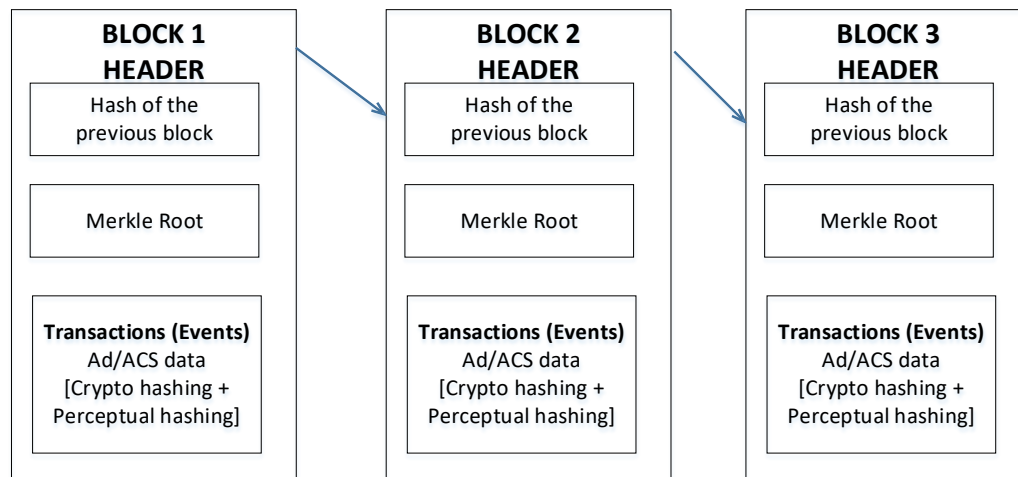 BLOCK 1
HEADER
Hash of the
previous block
Merkle Root
Transactions (Events)
Ad/ACS data
[Crypto hashing +
Perceptual hashing]
BLOCK 2
HEADER
Hash of the
previous block
Merkle Root
Transactions (Events)
Ad/ACS data
[Crypto hashing +
Perceptual hashing]
BLOCK 3
HEADER
Hash of the
previous block
Merkle Root
Transactions (Events)
Ad/ACS data
[Crypto hashing +
Perceptual hashing]